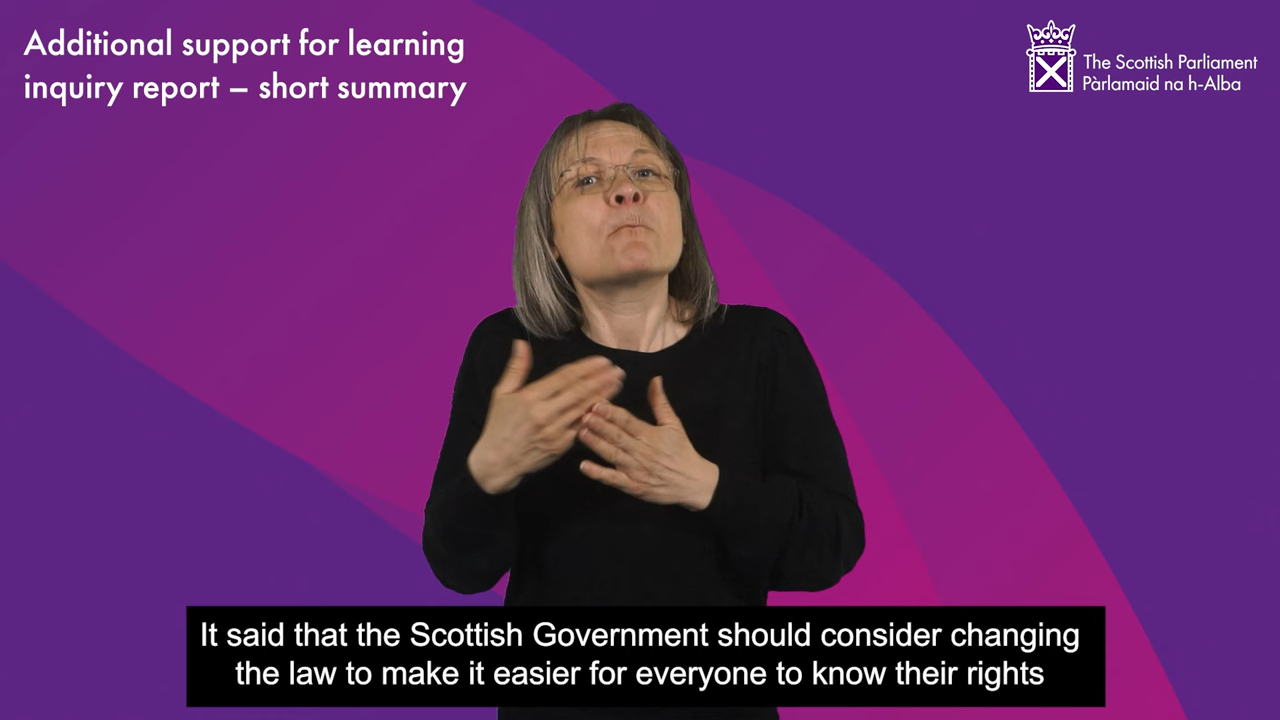 Additional support for learning
inquiry report – short summary
The Scottish Parliament
Pàrlamaid na h-Alba
It said that the Scottish Government should consider changing
the law to make it easier for everyone to know their rights